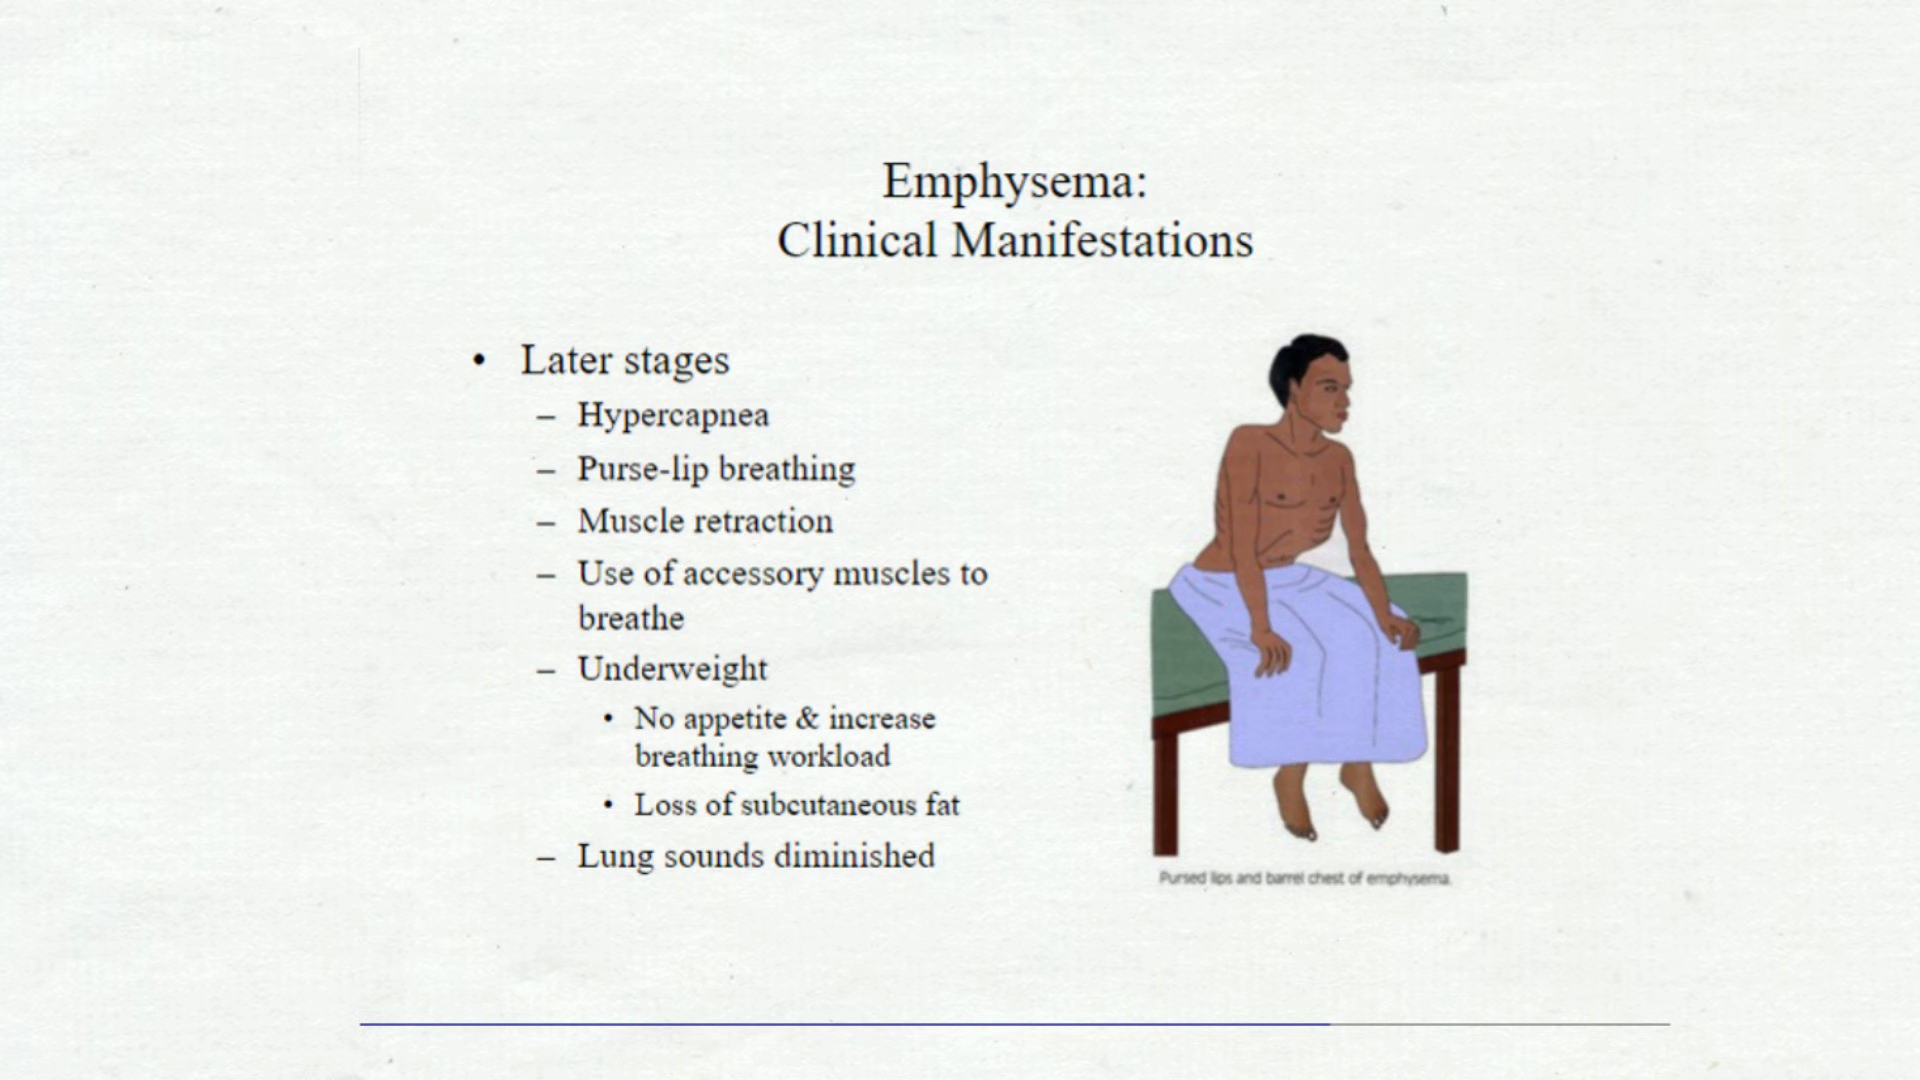 Emphysema:
Clinical Manifestations
• Later stages
– Hypercapnea
– Purse-lip breathing
– Muscle retraction
– Use of accessory muscles to
breathe
– Underweight
• No appetite & increase
breathing workload
• Loss of subcutaneous fat
– Lung sounds diminished
Pursed lips and barrel chest of emphysema.